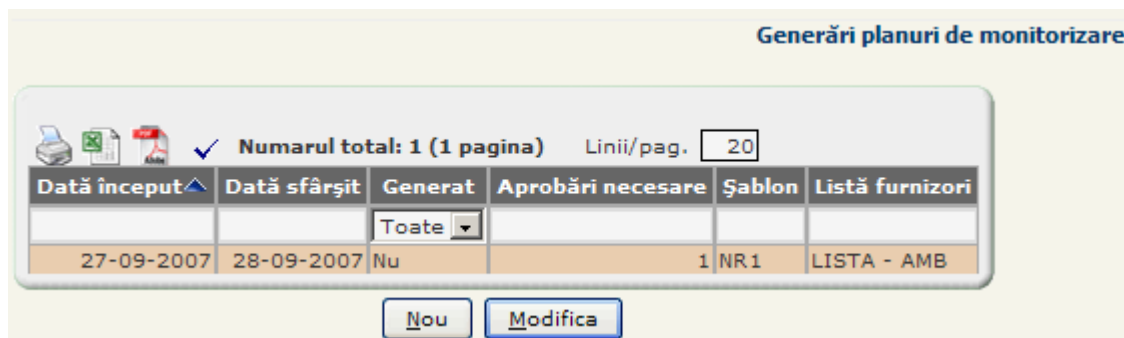 Generări planuri de monitorizare
Numarul total: 1 (1 pagina) Linii/pag. 20
Dată început Dată sfârşit Generat Aprobări necesare Şablon Listă furnizori
Toate
27-09-2007 28-09-2007 Nu 1 NR1 LISTA - AMB
Nou Modifica